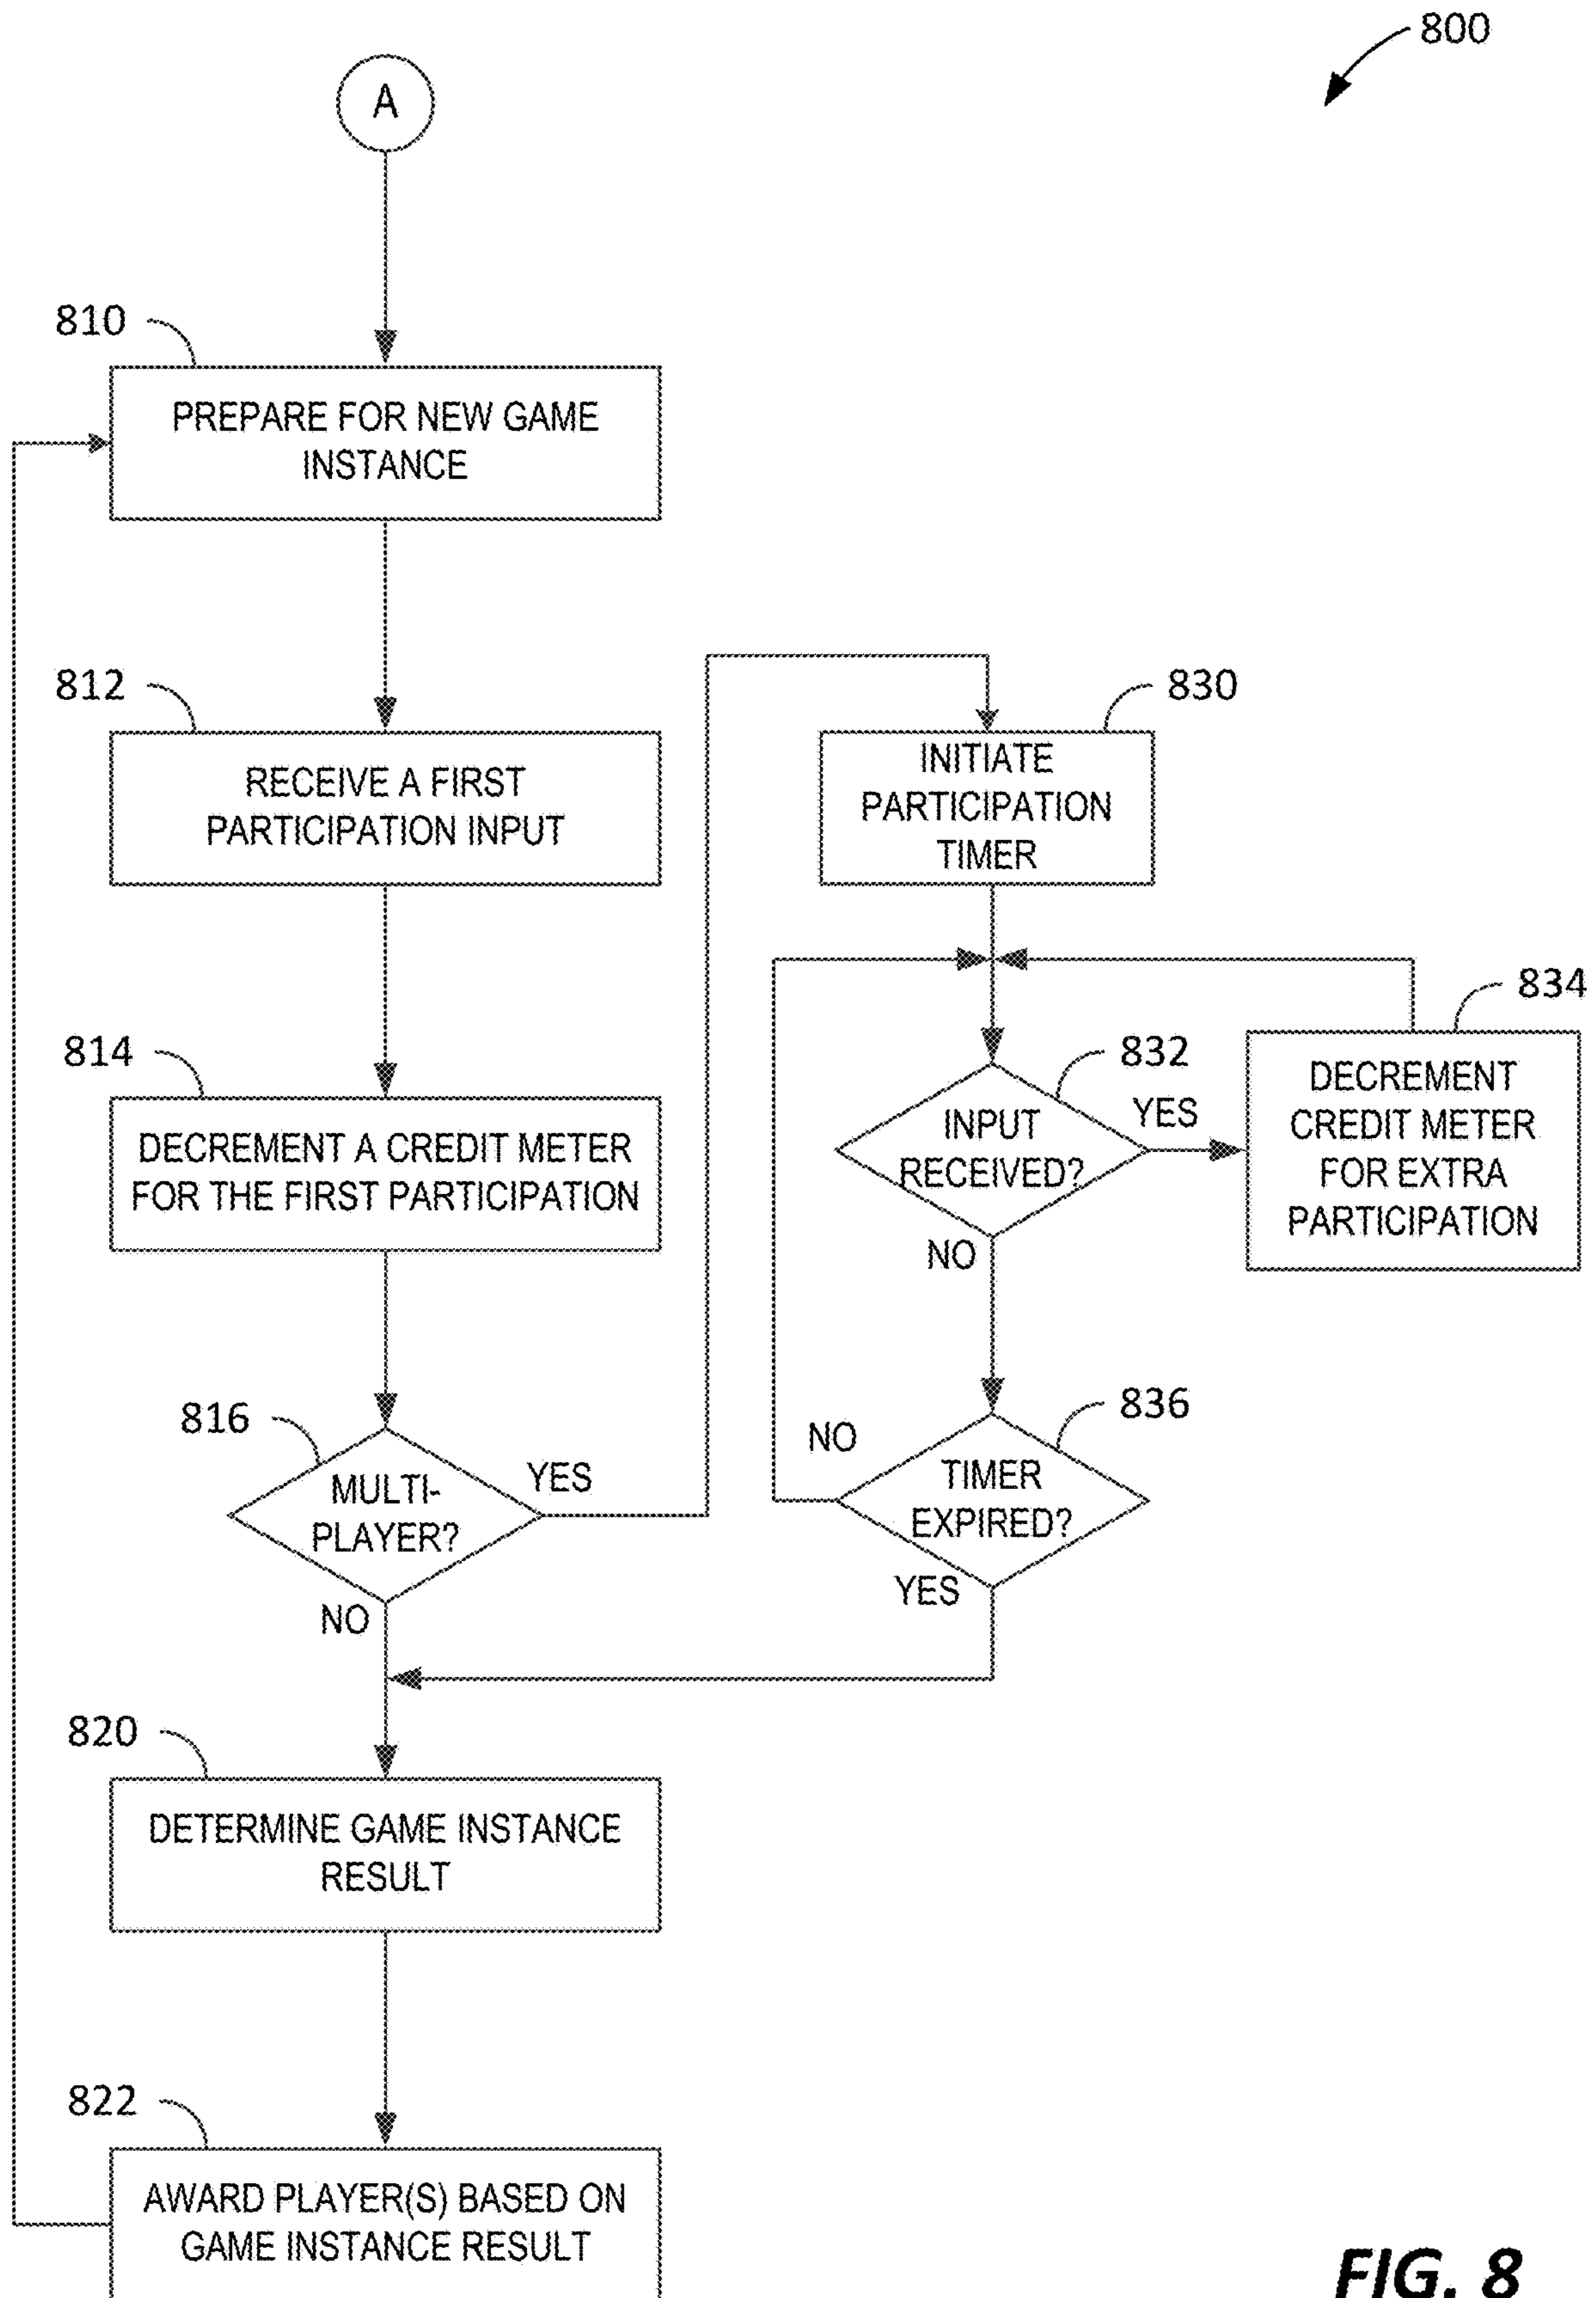 800
A
810
PREPARE FOR NEW GAME
INSTANCE
812
RECEIVE A FIRST
PARTICIPATION INPUT
814
DECREMENT A CREDIT METER
FOR THE FIRST PARTICIPATION
816
MULTI-
PLAYER?
YES
NO
830
INITIATE
PARTICIPATION
TIMER
832
INPUT
RECEIVED?
YES
NO
834
DECREMENT
CREDIT METER
FOR EXTRA
PARTICIPATION
836
TIMER
EXPIRED?
NO
YES
820
DETERMINE GAME INSTANCE
RESULT
822
AWARD PLAYER(S) BASED ON
GAME INSTANCE RESULT
FIG. 8